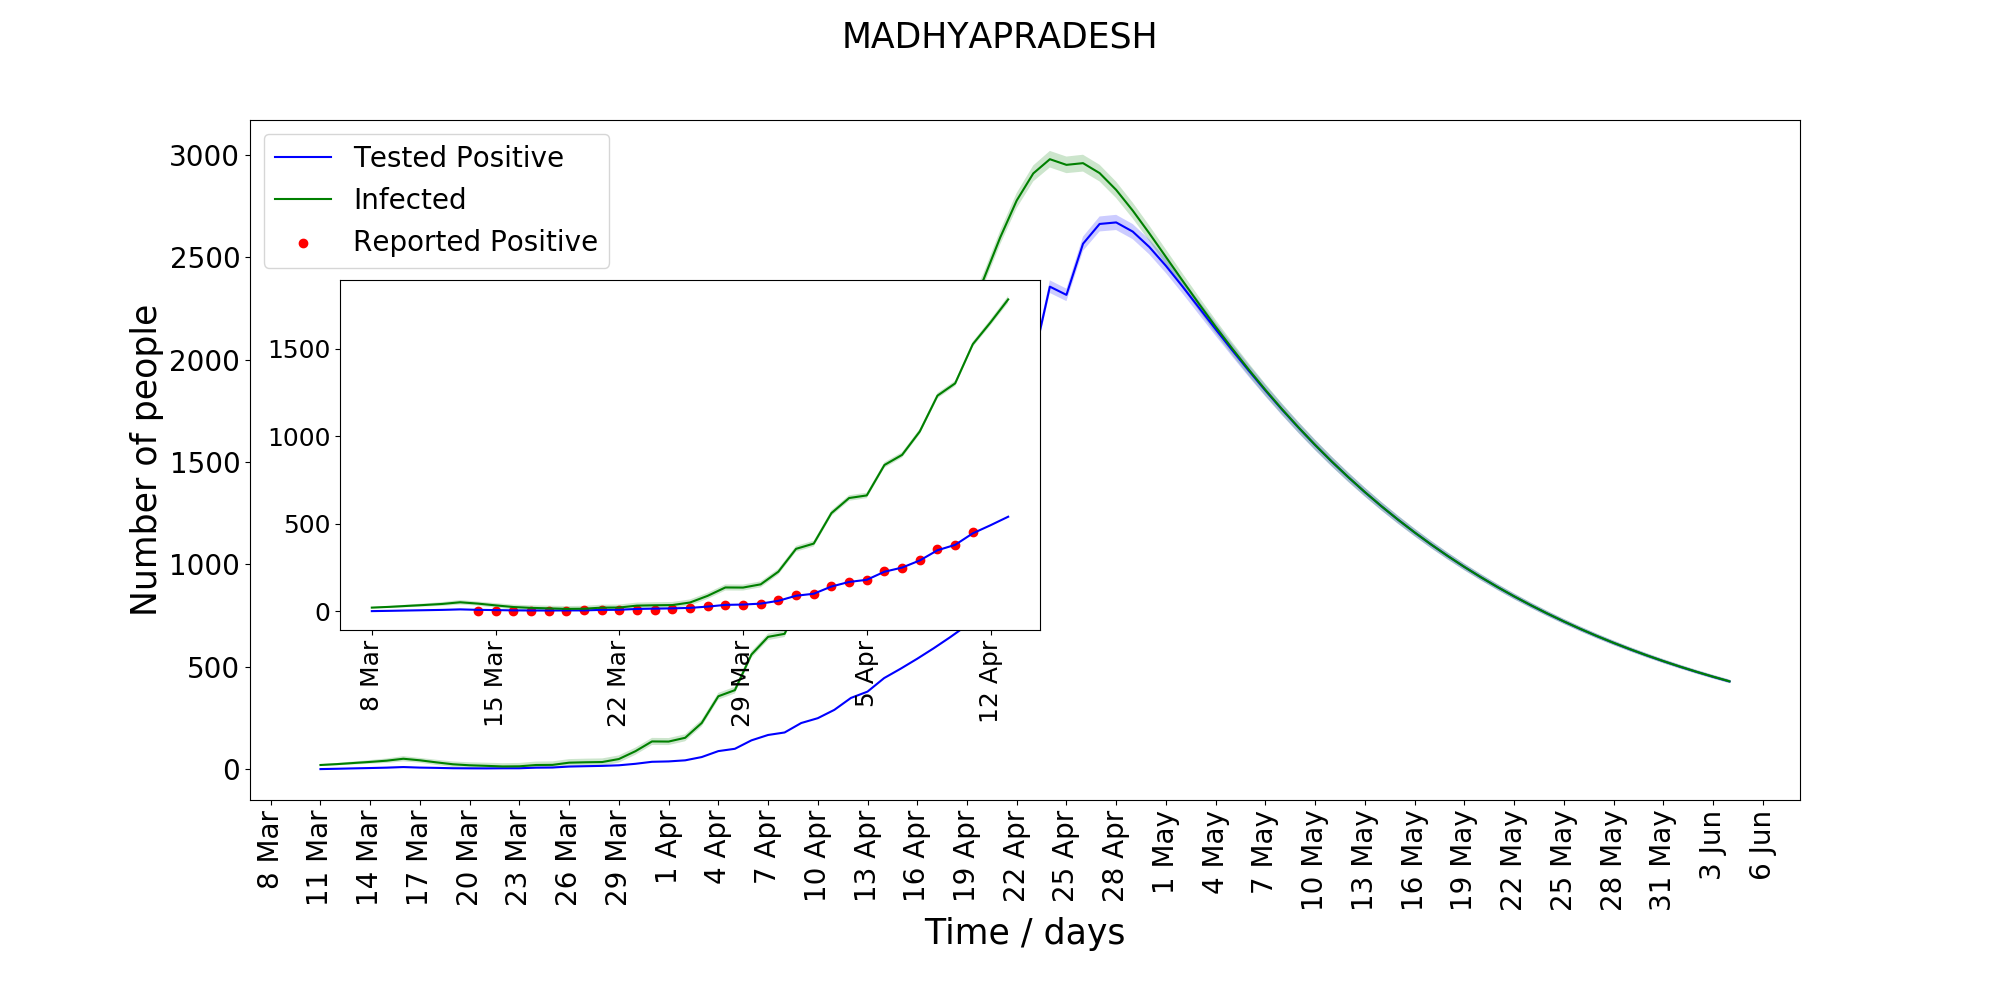 MADHYAPRADESH
Tested Positive
Infected
Reported Positive
Number of people
3000
2500
2000
1500
1000
500
0
1500
1000
500
0
8 Mar
15 Mar
22 Mar
29 Mar
5 Apr
12 Apr
8 Mar
11 Mar
14 Mar
17 Mar
20 Mar
23 Mar
26 Mar
29 Mar
1 Apr
4 Apr
7 Apr
10 Apr
13 Apr
16 Apr
19 Apr
22 Apr
25 Apr
28 Apr
1 May
4 May
7 May
10 May
13 May
16 May
19 May
22 May
25 May
28 May
31 May
3 Jun
6 Jun
Time / days